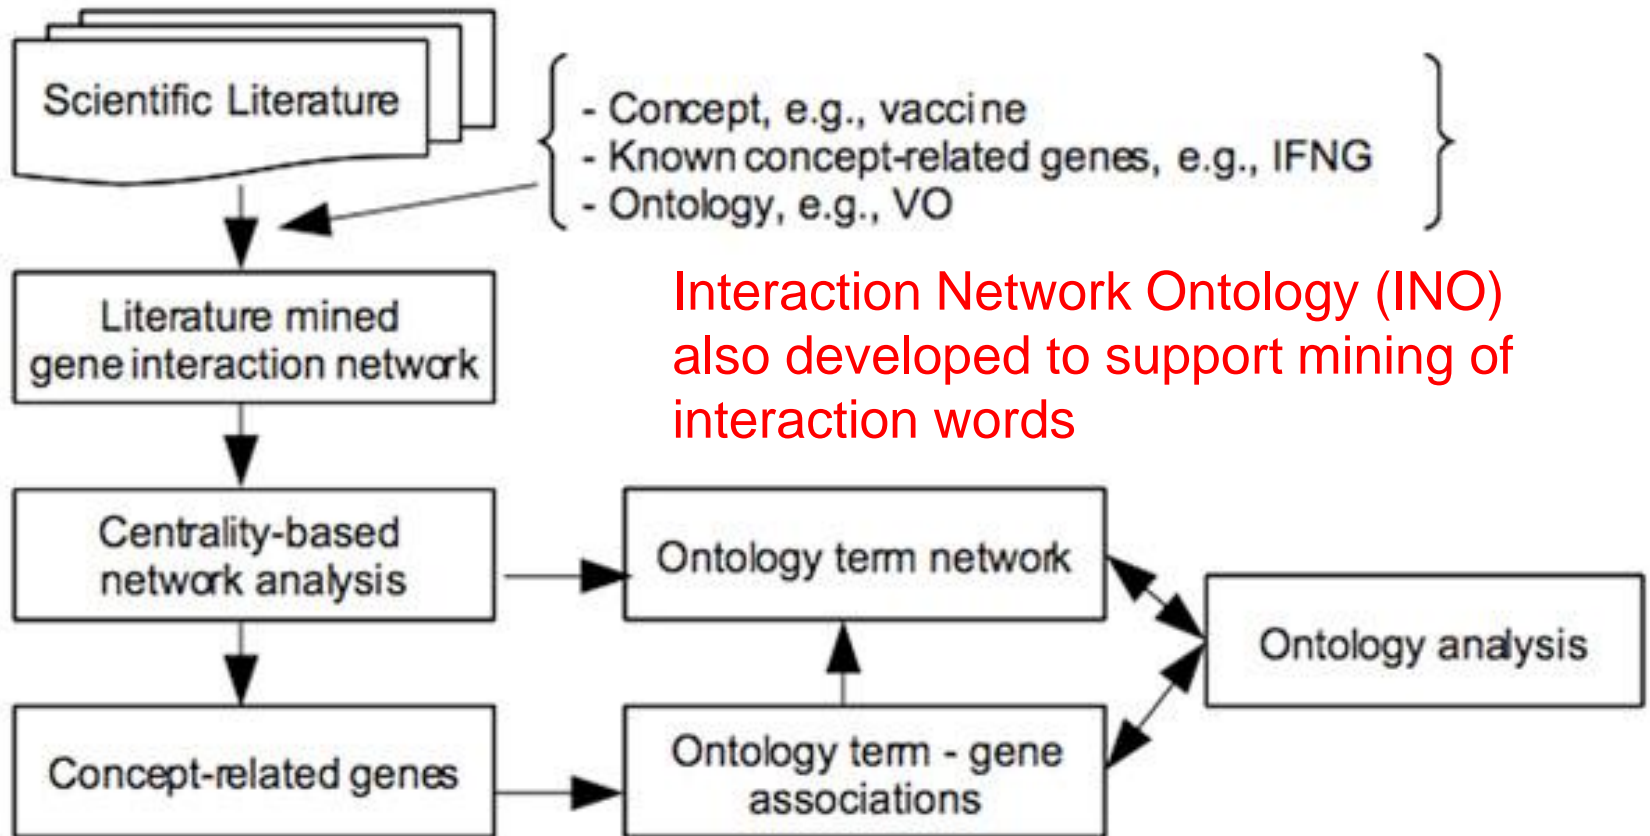 Scientific Literature
- Concept, e.g., vaccine
- Known concept-related genes, e.g., IFNG
- Ontology, e.g., VO
Interaction Network Ontology (INO)
also developed to support mining of
interaction words
Literature mined
gene interaction network
Centrality-based
network analysis
Ontology term network
Ontology analysis
Concept-related genes
Ontology term - gene
associations